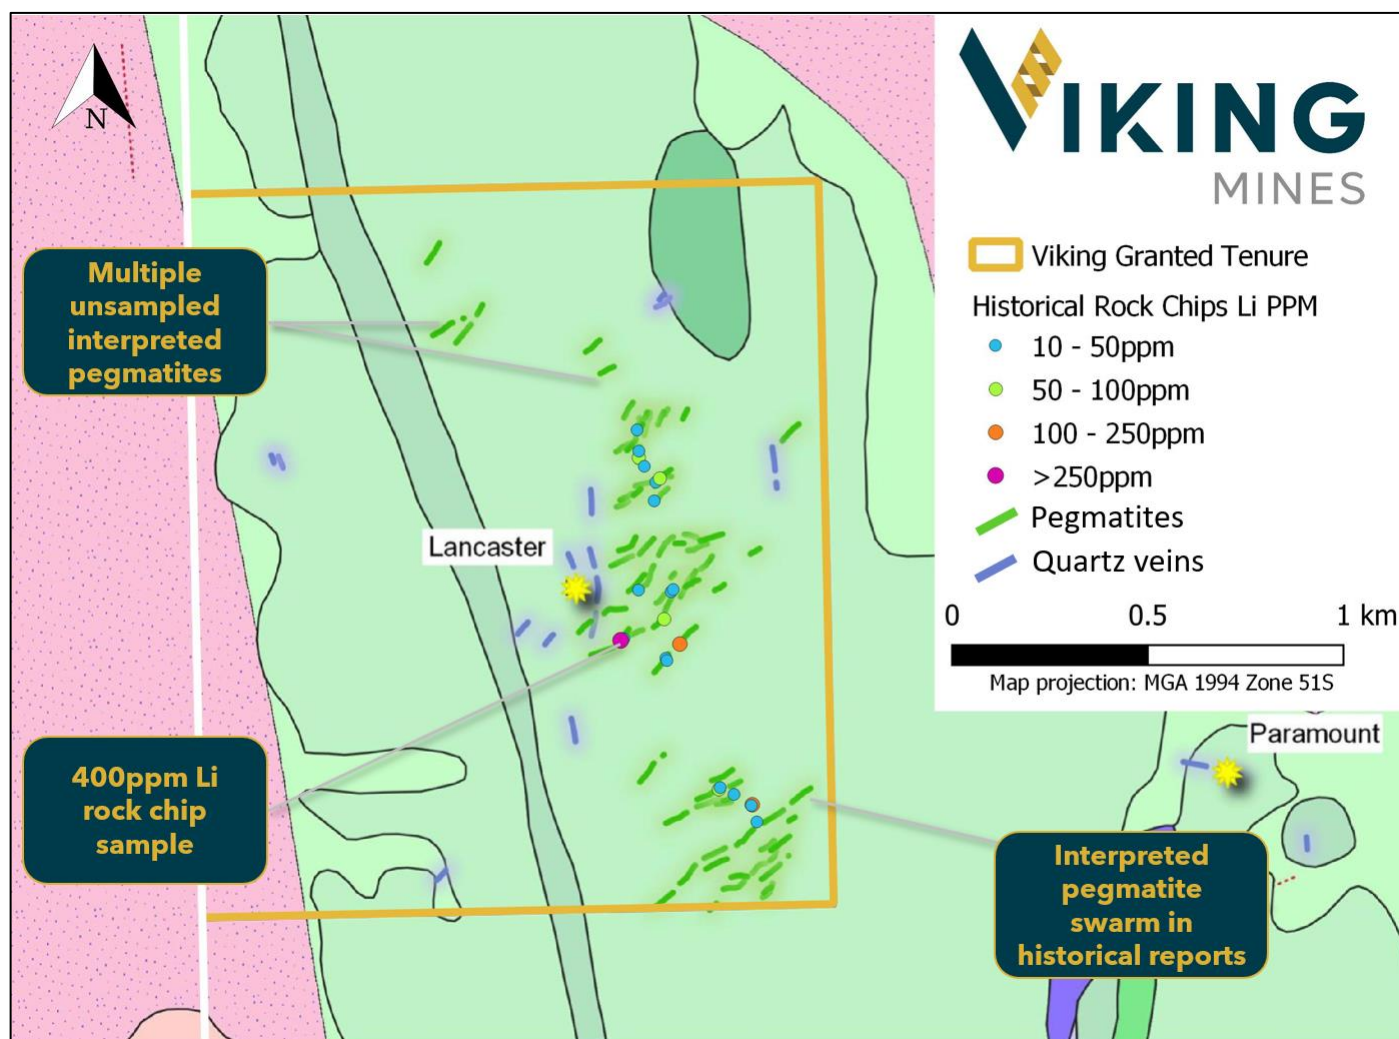 N
VIKING
MINES
Viking Granted Tenure
Historical Rock Chips Li PPM
10 - 50ppm
50 - 100ppm
100 - 250ppm
>250ppm
Pegmatites
Quartz veins
0 0.5 1 km
Map projection: MGA 1994 Zone 51S
Multiple
unsampled
interpreted
pegmatites
Lancaster
Paramount
400ppm Li
rock chip
sample
Interpreted
pegmatite
swarm in
historical reports